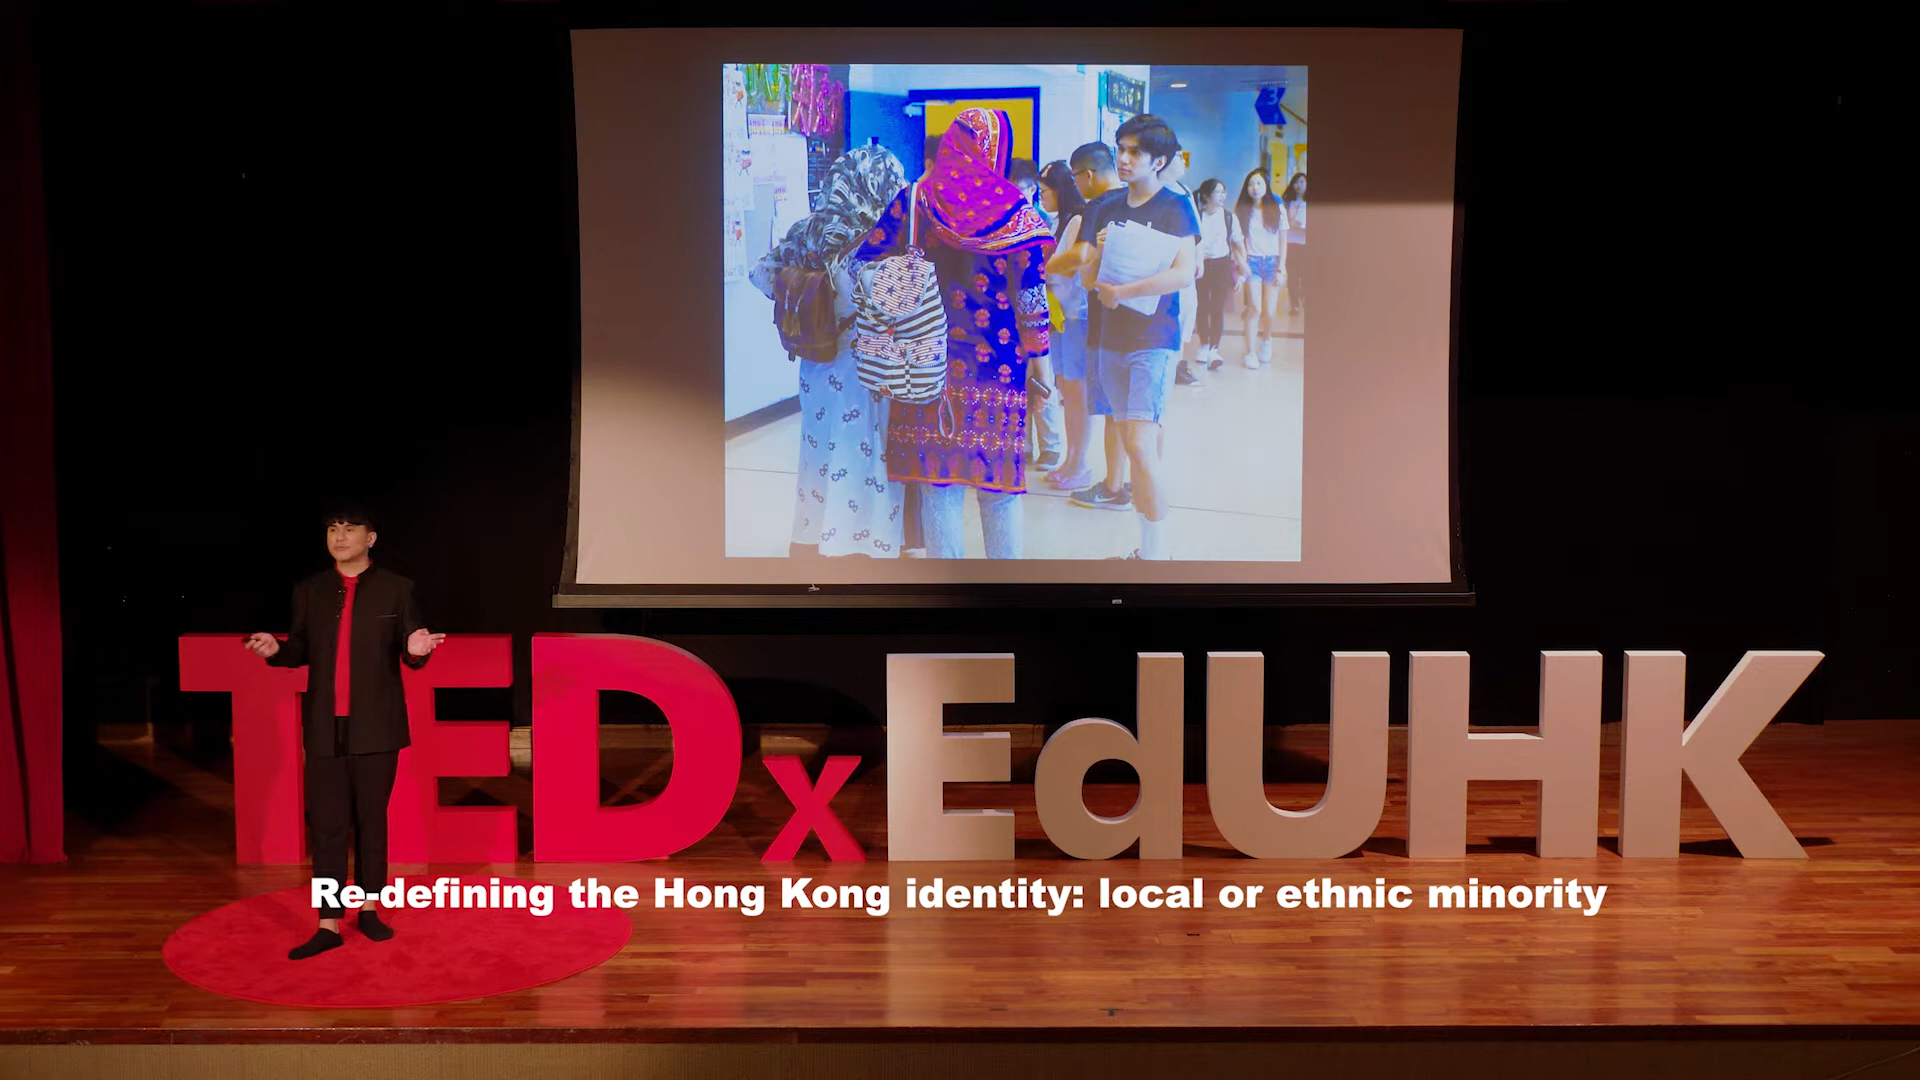 TEDxEdUHK
Re-defining the Hong Kong identity: local or ethnic minority